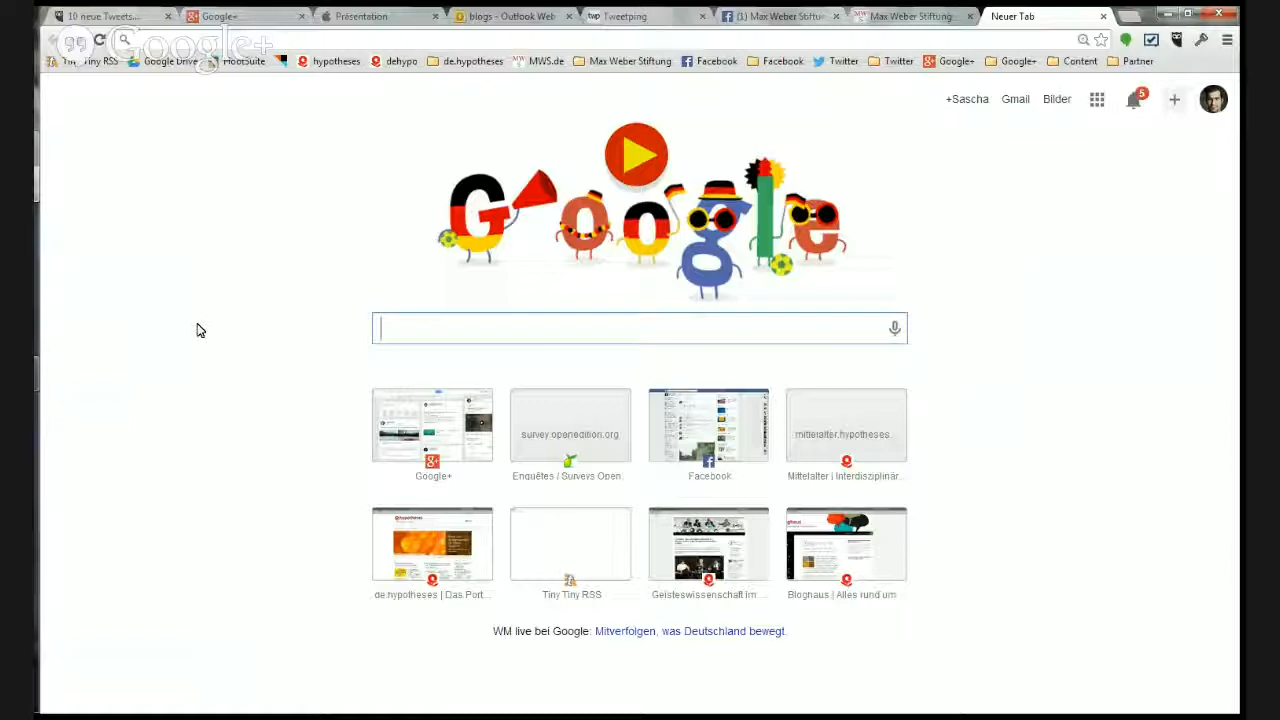 10 neue Tweets...
Google+
Présentation
blogs - Outlook Web
Tweetping
(1) Max Weber Stiftung
Max Weber Stiftung
Neuer Tab
Google+
Tiny Tiny RSS
Google Drive
HootSuite
hypotheses
dehypo
de.hypotheses
MWS.de
Max Weber Stiftung
Facebook
Facebook
Twitter
Twitter
Google+
Google+
Content
Partner
+Sascha
Gmail
Bilder
5
Google
survey.openedition.org
mittelalter.hypotheses.
Google+
Enquêtes / Surveys Open
Facebook
Mittelalter | Interdisziplinär...
de.hypotheses | Das Port...
Tiny Tiny RSS
Geisteswissenschaft im ...
Bloghaus | Alles rund um
WM live bei Google: Mitverfolgen, was Deutschland bewegt.